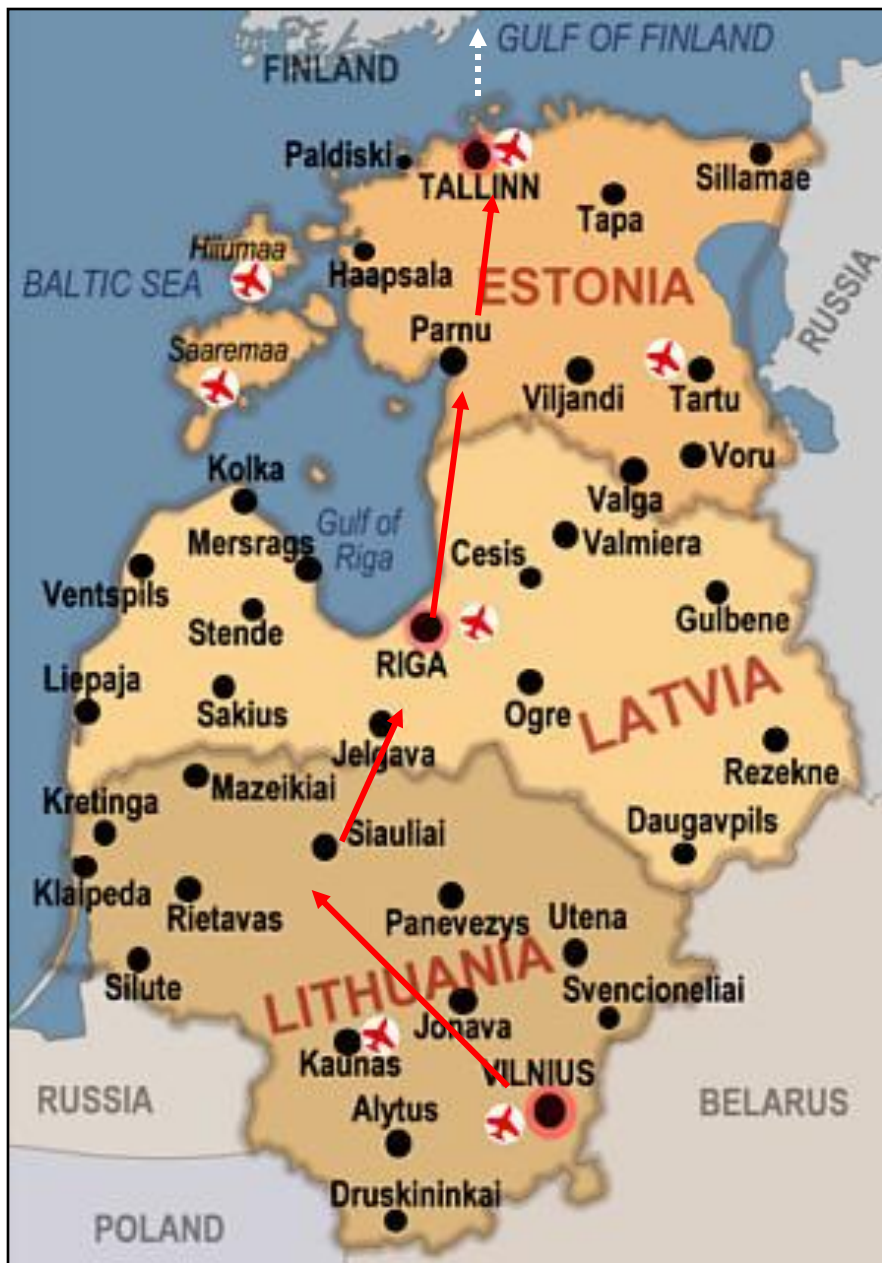 GULF OF FINLAND
FINLAND
Paldiski
TALLINN
Sillamae
Tapa
Hiiumaa
BALTIC SEA
Haapsala
ESTONIA
RUSSIA
Parnu
Saaremaa
Viljandi
Tartu
Voru
Kolka
Valga
Gulf of
Riga
Mersrags
Cesis
Valmiera
Ventspils
Stende
Gulbene
RIGA
Liepaja
Sakius
Ogre
LATVIA
Jelgava
Rezekne
Mazeikiai
Kretinga
Siauliai
Daugavpils
Klaipeda
Rietavas
Panevezys
Utena
Silute
LITHUANIA
Svencioneliai
Jonava
Kaunas
VILNIUS
RUSSIA
Alytus
BELARUS
Druskininkai
POLAND